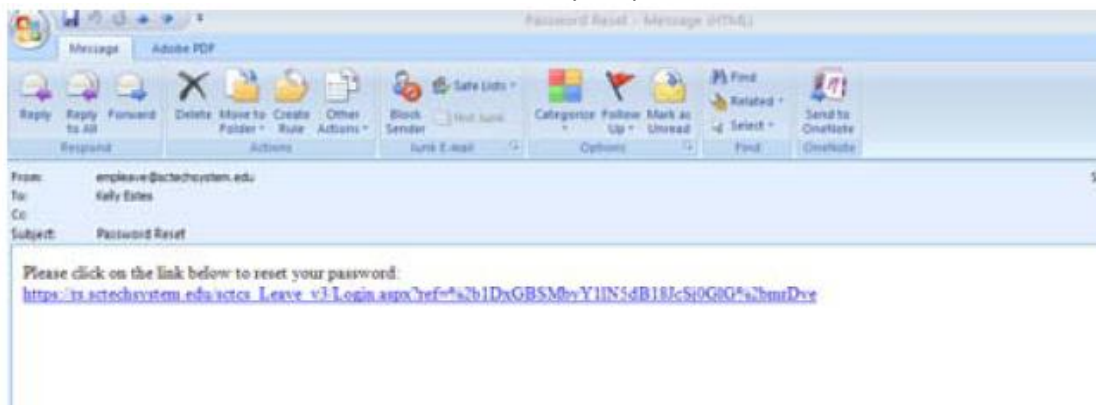 Password Reset - Message (HTML)
Message Adobe PDF
Reply Reply to All Forward Delete Move to Folder Create Rule Other Actions Block Sender Safe Lists Not Junk Categorize Follow Up Mark as Unread Find Related Select Send to OneNote
Respond Actions Junk E-mail Options Find OneNote
From: empleave@sctechsystem.edu
To: Kelly Estes
Cc:
Subject: Password Reset
Please click on the link below to reset your password: